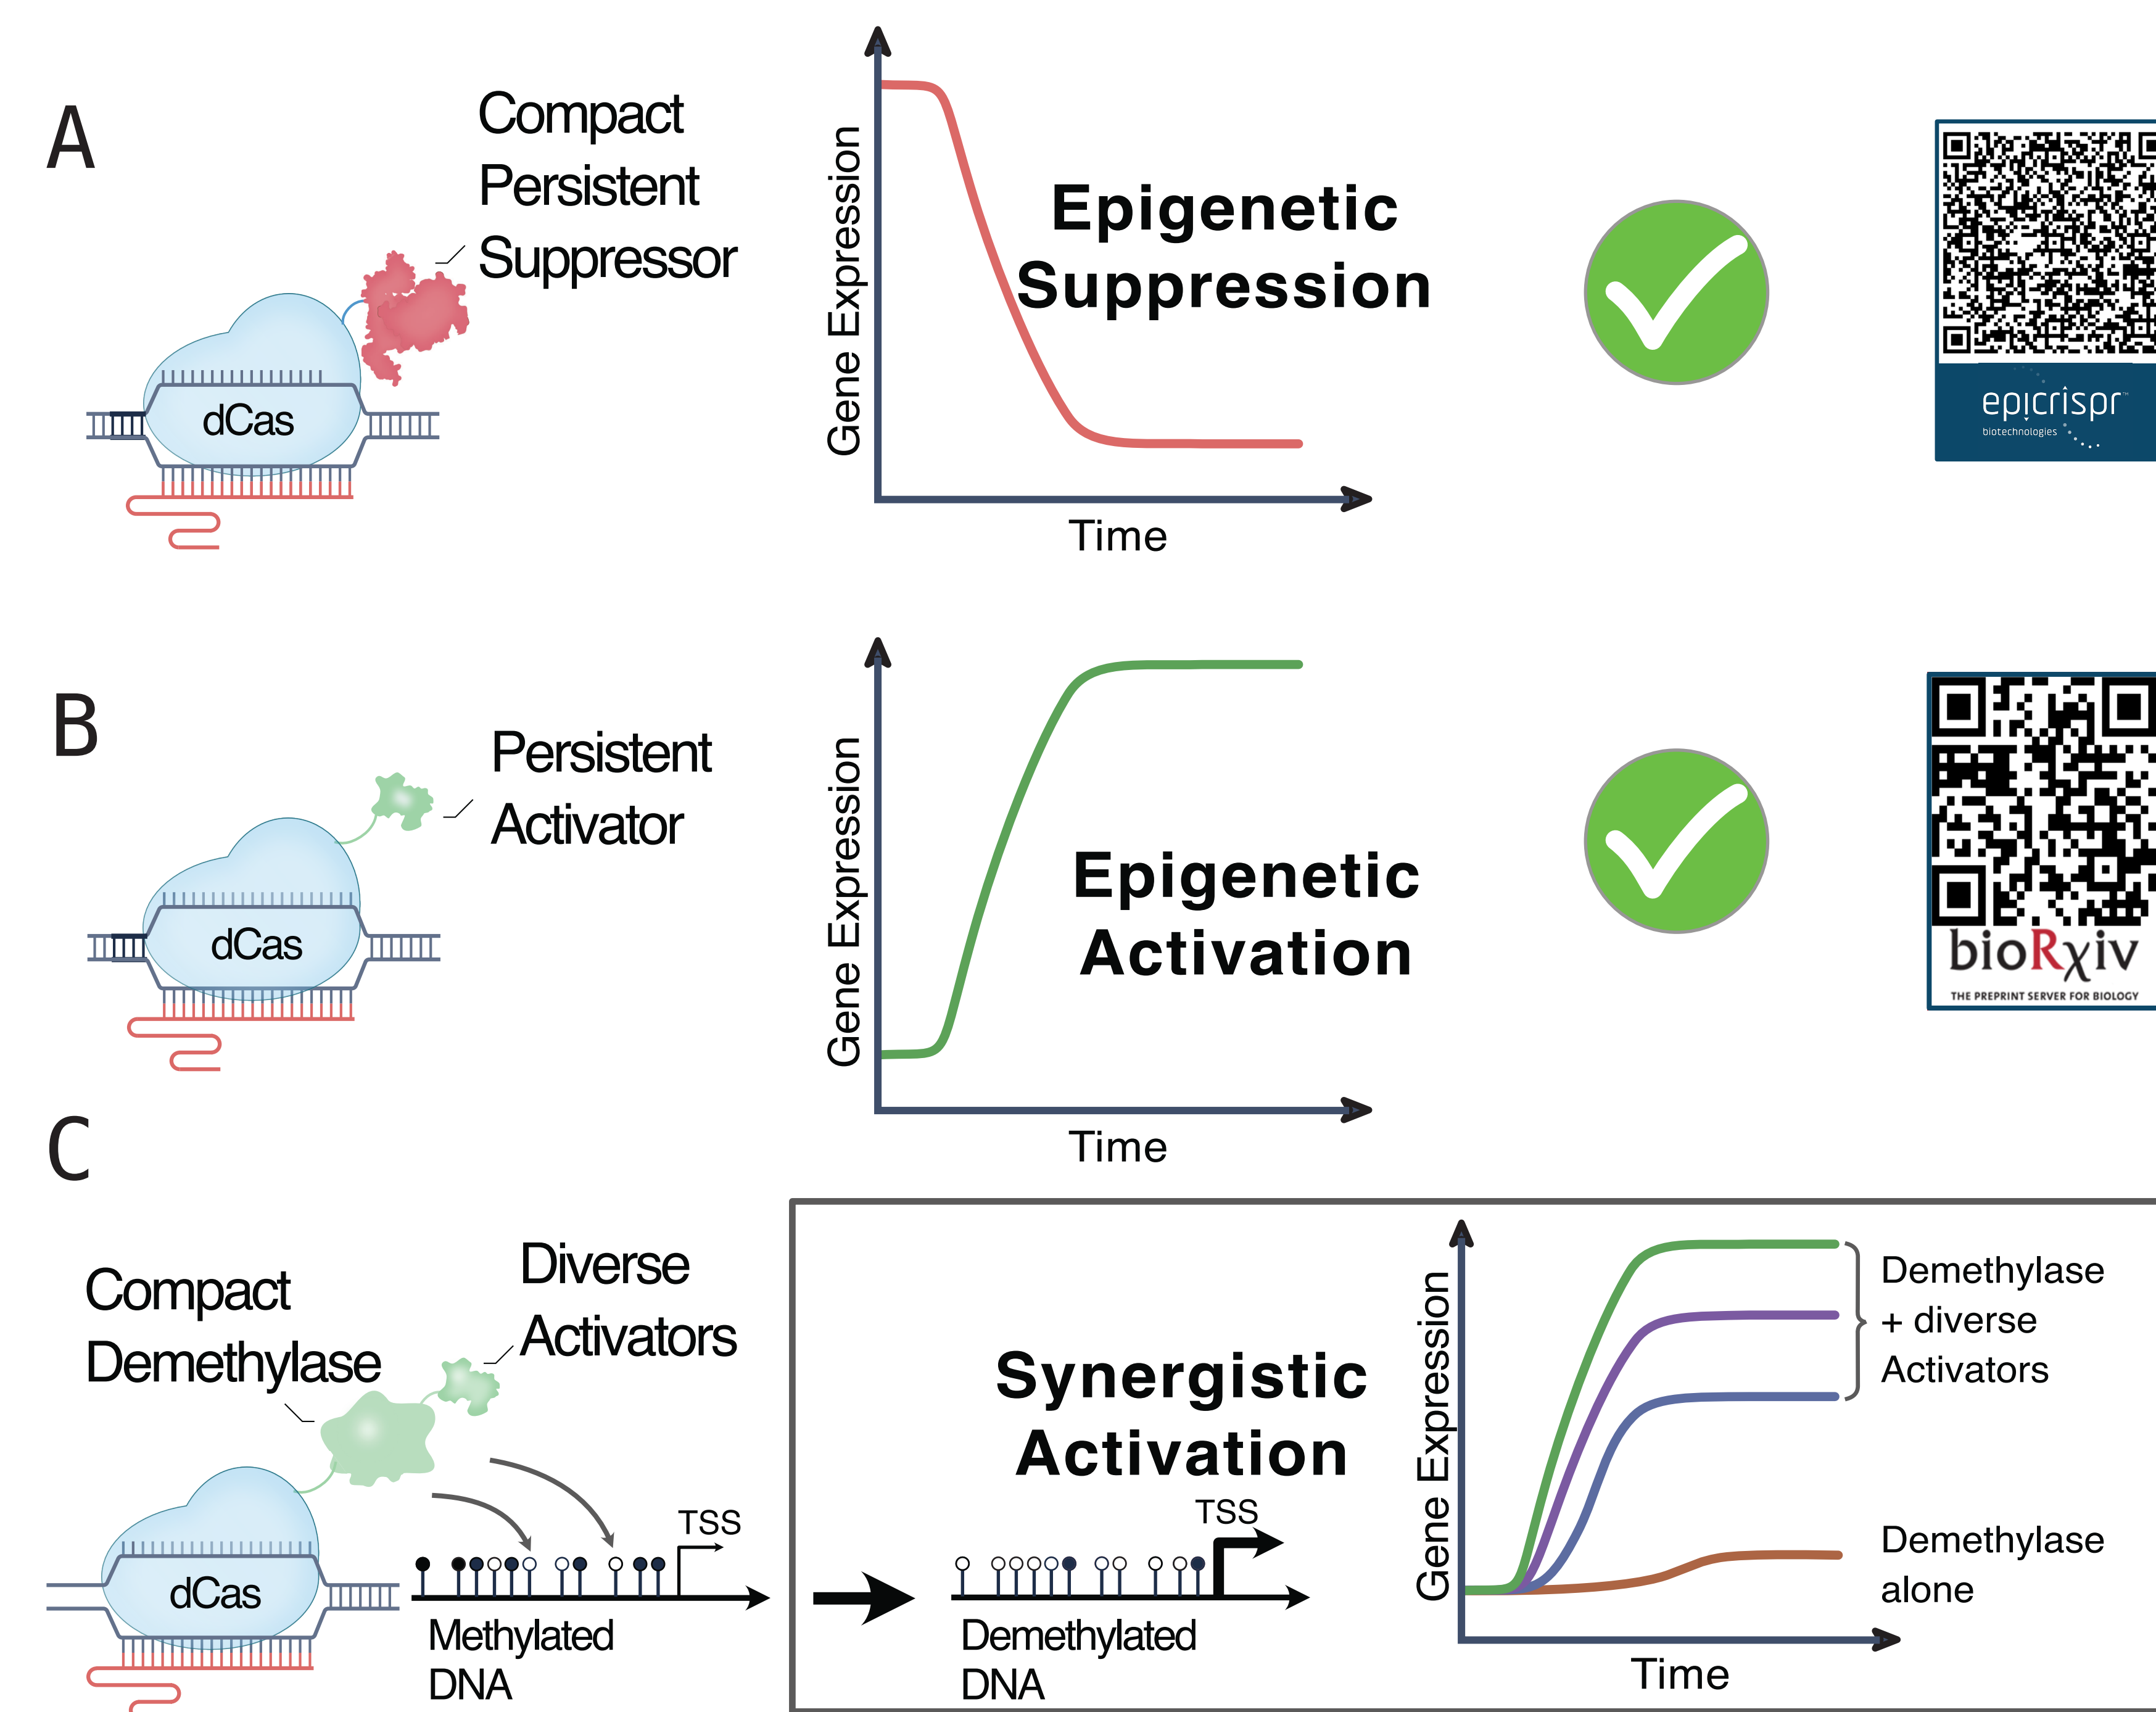 A
Compact
Persistent
Suppressor
dCas
Gene Expression
Time
Epigenetic
Suppression
epicrispr™
biotechnologies
B
Persistent
Activator
dCas
Gene Expression
Time
Epigenetic
Activation
bioRχiv
THE PREPRINT SERVER FOR BIOLOGY
C
Compact
Demethylase
Diverse
Activators
dCas
TSS
Methylated
DNA
Synergistic
Activation
TSS
Demethylated
DNA
Gene Expression
Time
Demethylase
+ diverse
Activators
Demethylase
alone